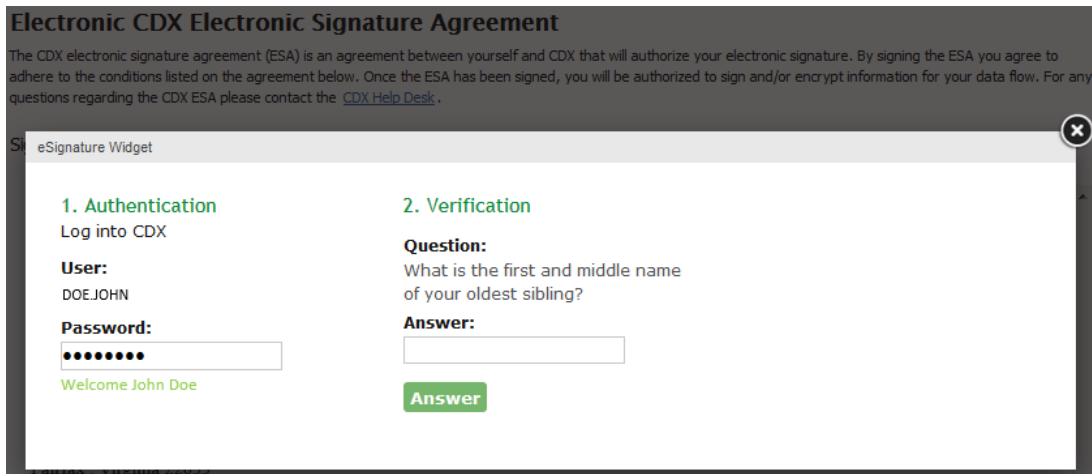 Electronic CDX Electronic Signature Agreement
The CDX electronic signature agreement (ESA) is an agreement between yourself and CDX that will authorize your electronic signature. By signing the ESA you agree to
adhere to the conditions listed on the agreement below. Once the ESA has been signed, you will be authorized to sign and/or encrypt information for your data flow. For any
questions regarding the CDX ESA please contact the CDX Help Desk.
eSignature Widget
1. Authentication
Log into CDX
User:
DOE.JOHN
Password:
••••••••
Welcome John Doe
2. Verification
Question:
What is the first and middle name
of your oldest sibling?
Answer:
Answer